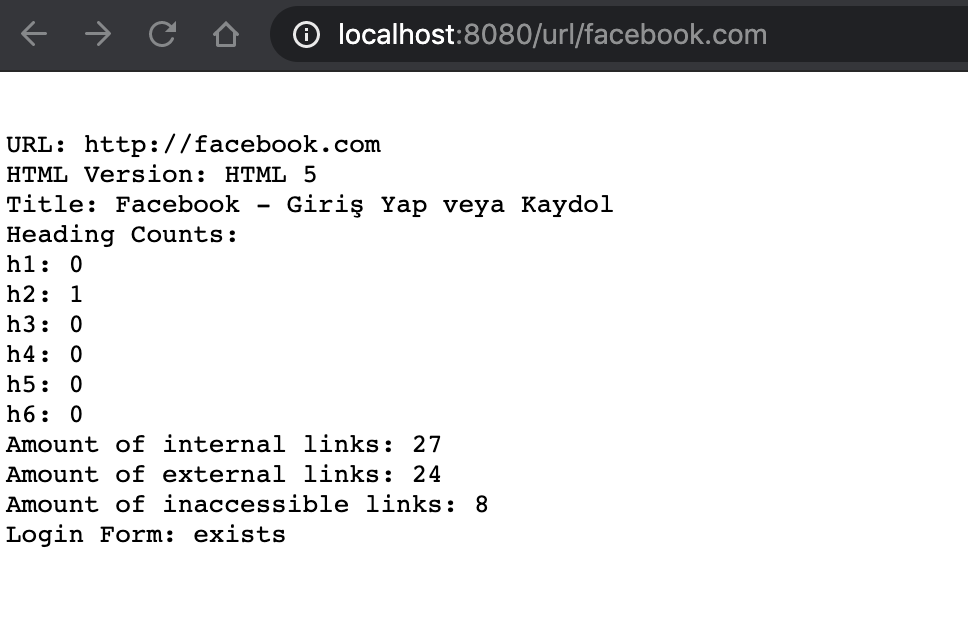 localhost:8080/url/facebook.com
URL: http://facebook.com
HTML Version: HTML 5
Title: Facebook - Giriş Yap veya Kaydol
Heading Counts:
h1: 0
h2: 1
h3: 0
h4: 0
h5: 0
h6: 0
Amount of internal links: 27
Amount of external links: 24
Amount of inaccessible links: 8
Login Form: exists